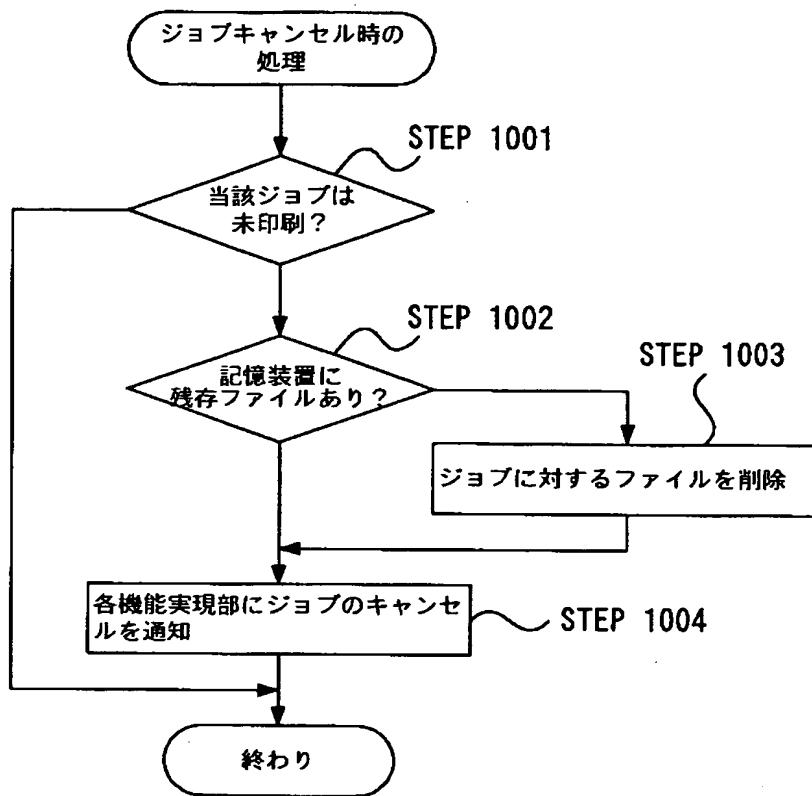 ジョブキャンセル時の
処理
STEP 1001
当該ジョブは
未印刷？
STEP 1002
記憶装置に
残存ファイルあり？
STEP 1003
ジョブに対するファイルを削除
各機能実現部にジョブのキャンセ
ルを通知
STEP 1004
終わり